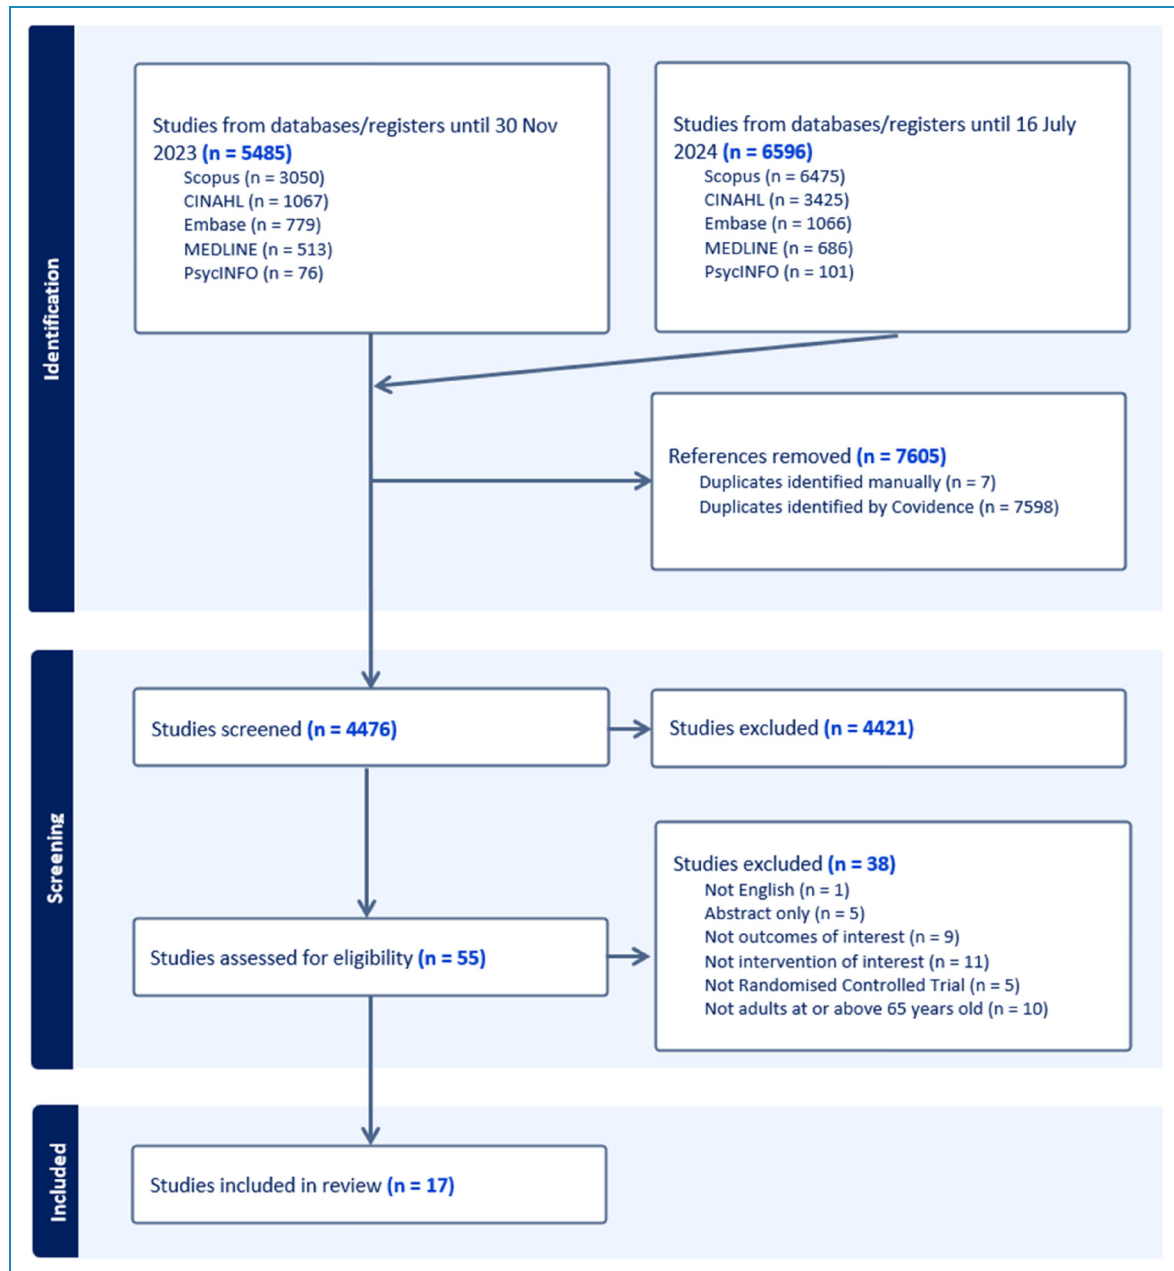 Identification
Studies from databases/registers until 30 Nov
2023 (n = 5485)
Scopus (n = 3050)
CINAHL (n = 1067)
Embase (n = 779)
MEDLINE (n = 513)
PsycINFO (n = 76)
Studies from databases/registers until 16 July
2024 (n = 6596)
Scopus (n = 6475)
CINAHL (n = 3425)
Embase (n = 1066)
MEDLINE (n = 686)
PsycINFO (n = 101)
References removed (n = 7605)
Duplicates identified manually (n = 7)
Duplicates identified by Covidence (n = 7598)
Screening
Studies screened (n = 4476)
Studies excluded (n = 4421)
Studies assessed for eligibility (n = 55)
Studies excluded (n = 38)
Not English (n = 1)
Abstract only (n = 5)
Not outcomes of interest (n = 9)
Not intervention of interest (n = 11)
Not Randomised Controlled Trial (n = 5)
Not adults at or above 65 years old (n = 10)
Included
Studies included in review (n = 17)